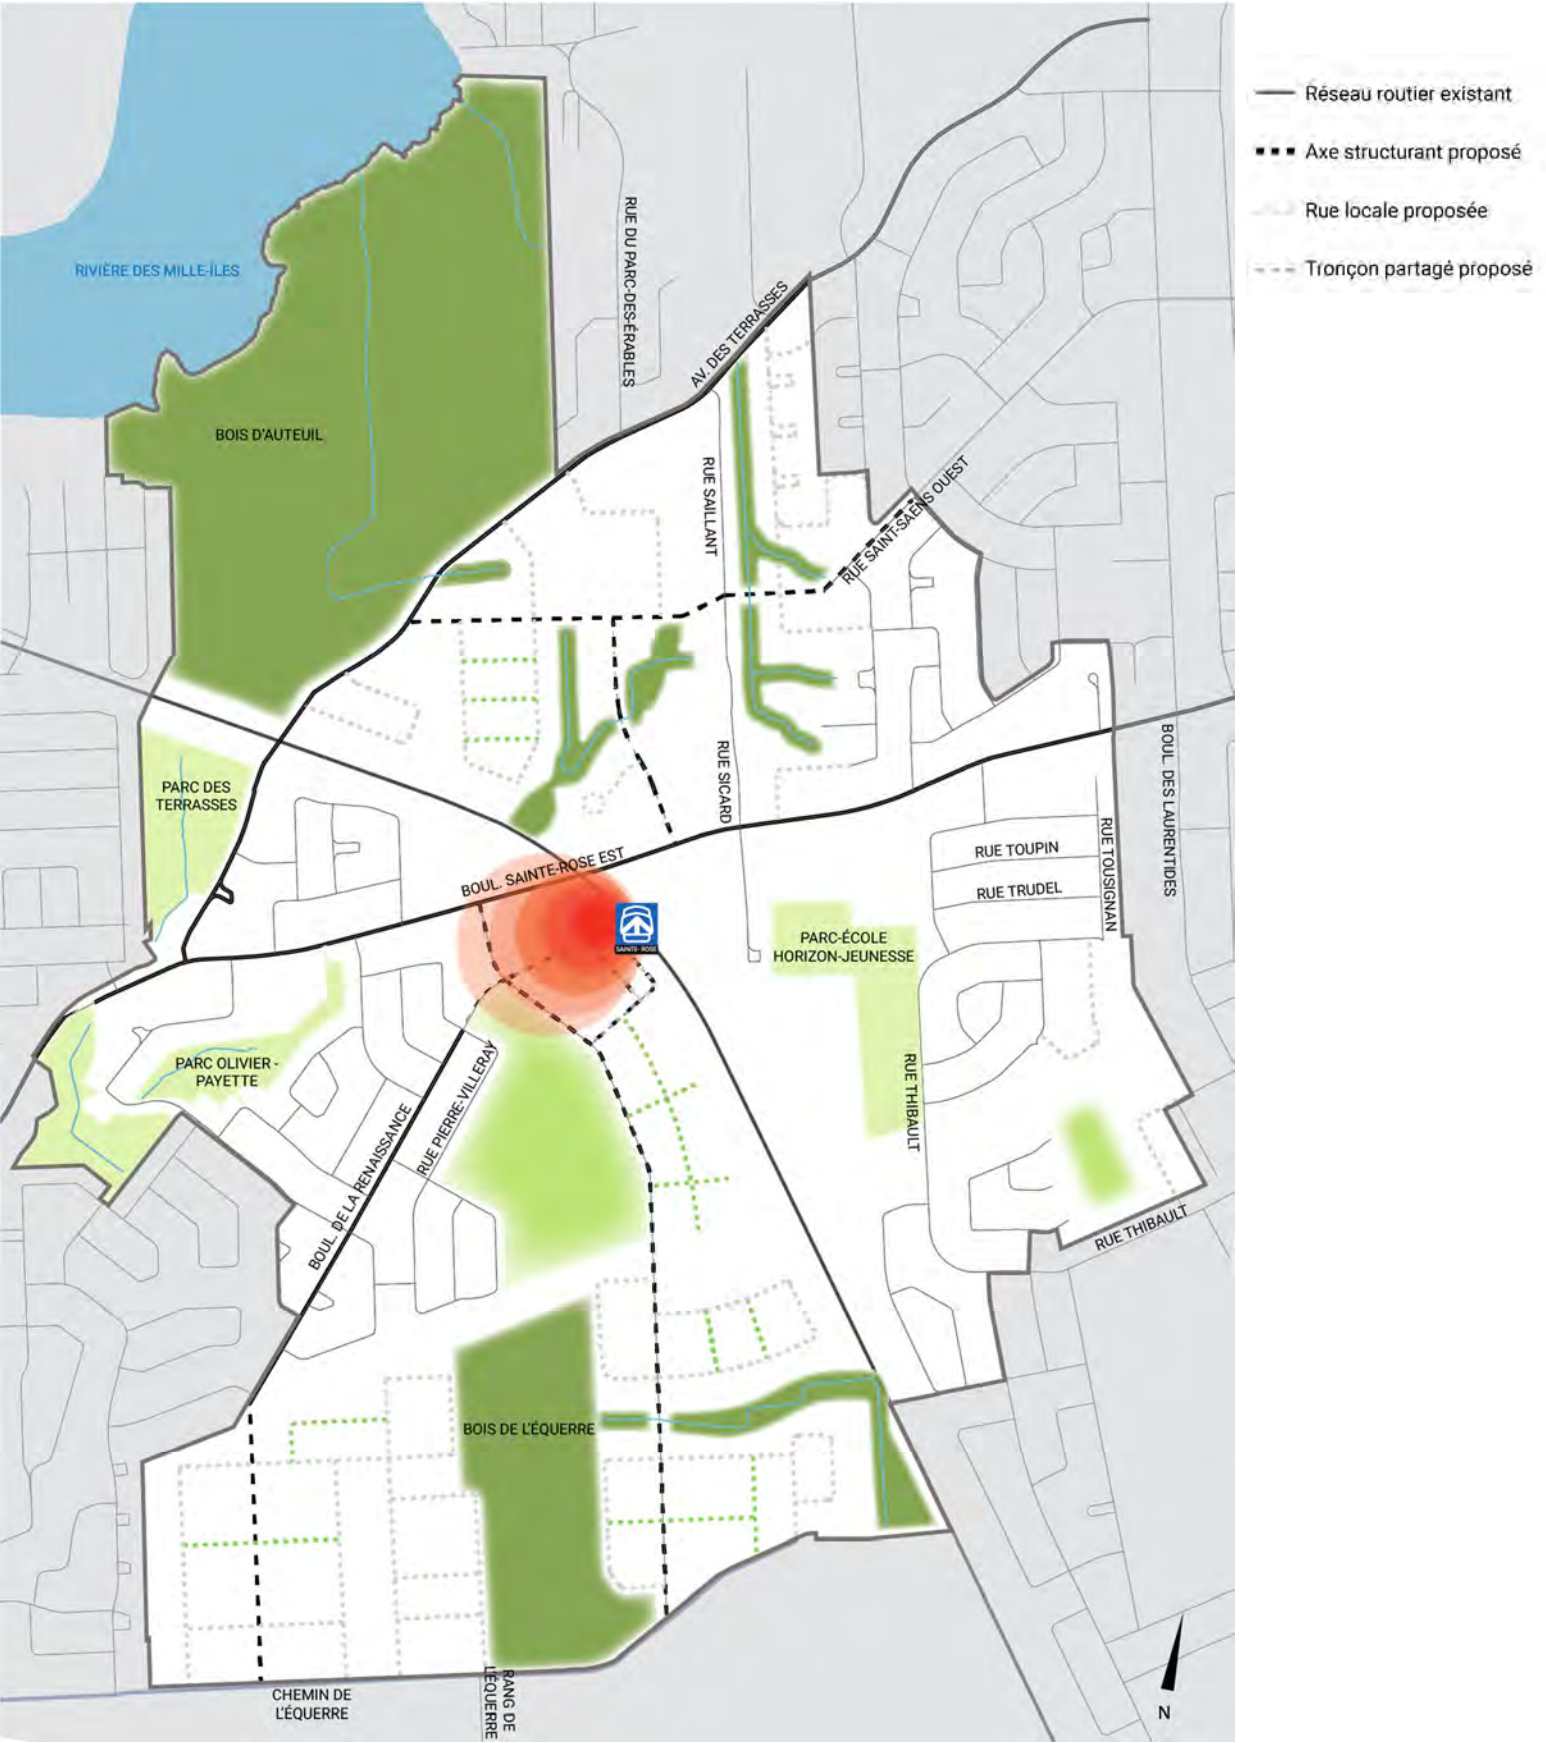 Réseau routier existant
Axe structurant proposé
Rue locale proposée
Tronçon partagé proposé
RIVIÈRE DES MILLE-ÎLES
RUE DU PARC-DES-ÉRABLES
AV. DES TERRASSES
BOIS D'AUTEUIL
RUE SAILLANT
RUE SAINT-SAËNS OUEST
RUE SICARD
BOUL. DES LAURENTIDES
PARC DES
TERRASSES
RUE TOUPIN
RUE TRUDEL
RUE TOUSIGNAN
BOUL. SAINTE-ROSE EST
SAINTE-ROSE
PARC-ÉCOLE
HORIZON-JEUNESSE
PARC OLIVIER -
PAYETTE
RUE PIERRE-VILLERAY
BOUL. DE LA RENAISSANCE
RUE THIBAULT
RUE THIBAULT
BOIS DE L'ÉQUERRE
CHEMIN DE
L'ÉQUERRE
RANG DE
L'ÉQUERRE
N